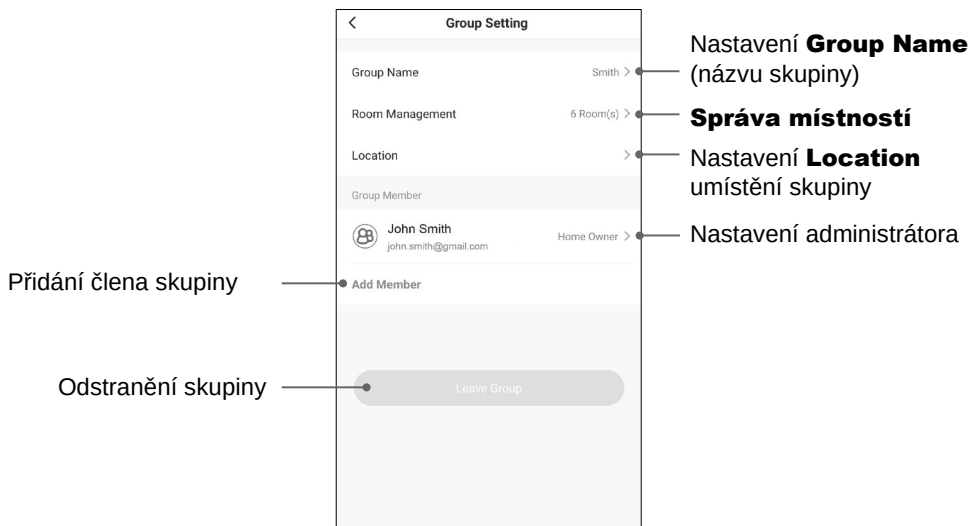 Group Setting
Group Name
Smith
Nastavení Group Name
(názvu skupiny)
Room Management
6 Room(s)
Správa místností
Location
Nastavení Location
umístění skupiny
Group Member
John Smith
john.smith@gmail.com
Home Owner
Nastavení administrátora
Přidání člena skupiny
Add Member
Odstranění skupiny
Leave Group